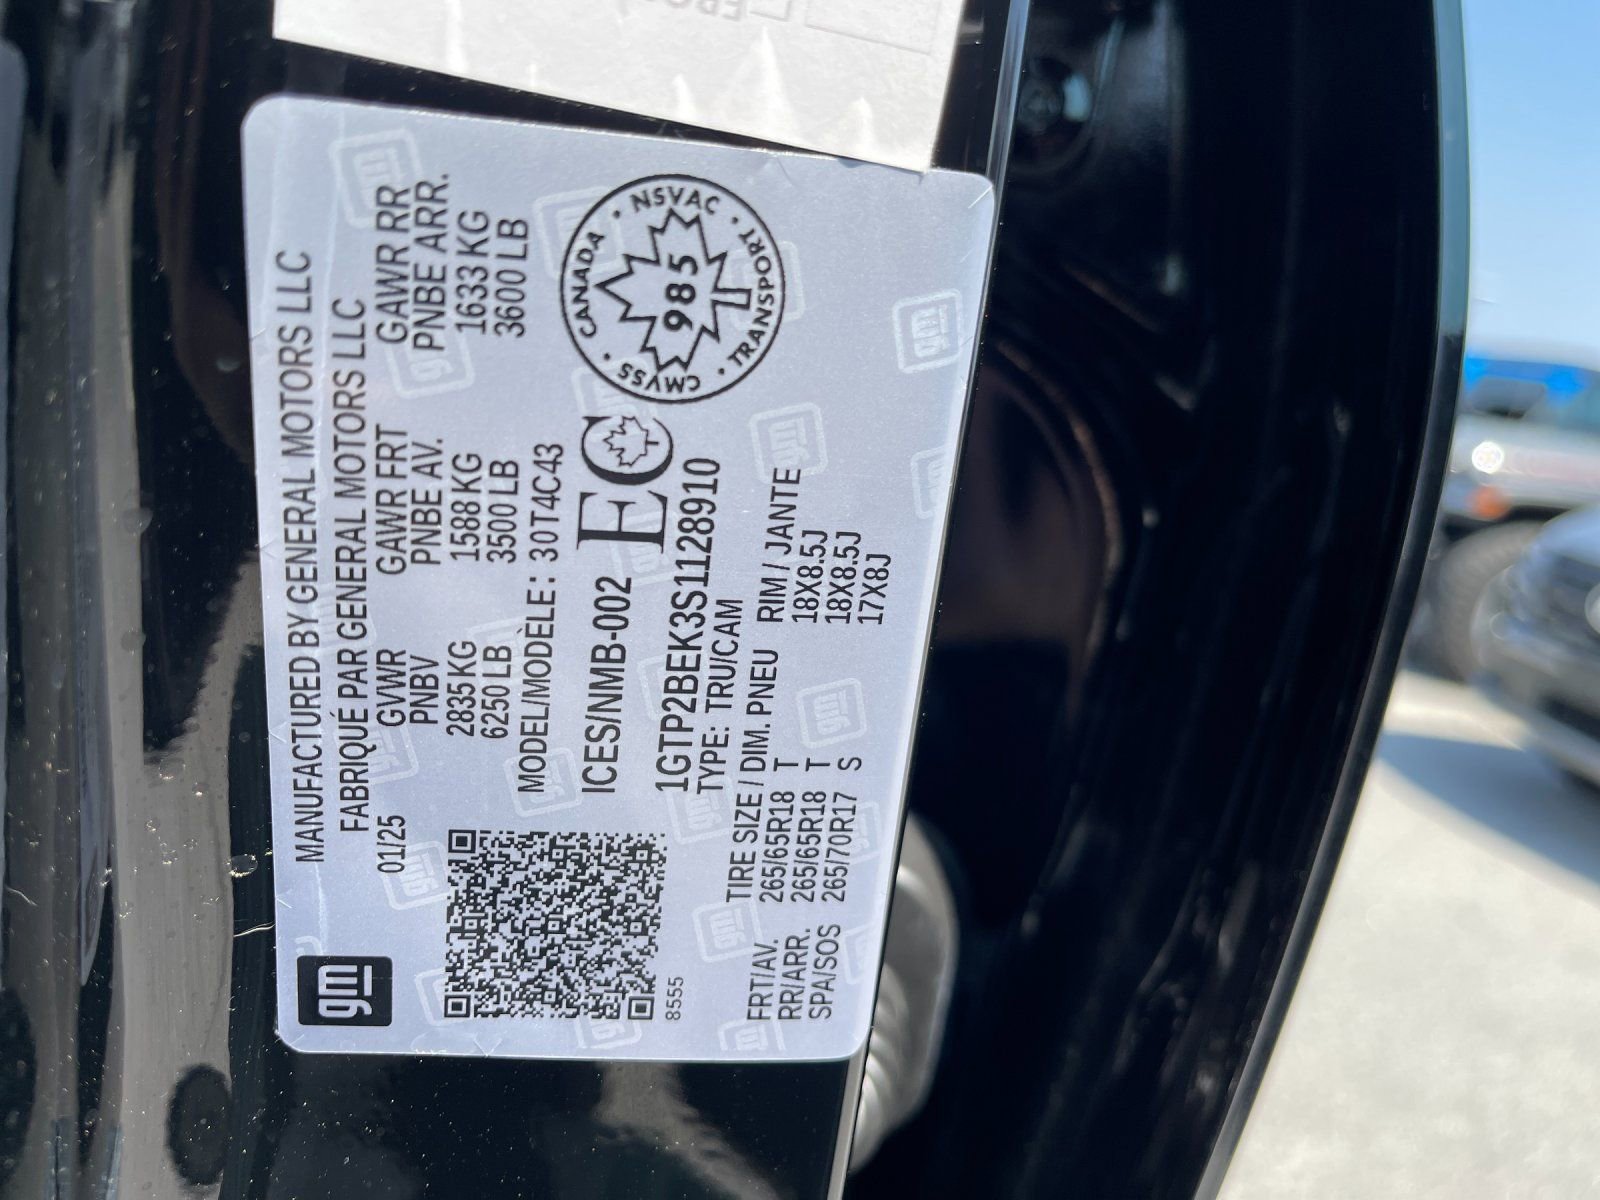 gm
MANUFACTURED BY GENERAL MOTORS LLC
FABRIQUÉ PAR GENERAL MOTORS LLC
01/25 GVWR GAWR FRT GAWR RR
PNBV PNBE AV. PNBE ARR.
2835 KG 1588 KG 1633 KG
6250 LB 3500 LB 3600 LB
MODEL/MODÈLE: 30T4C43
ICES/NMB-002 EC
CANADA · NSVAC · TRANSPORT · CMVSS
985
1GTP2BEK3S1128910
TYPE: TRU/CAM
8555
TIRE SIZE / DIM. PNEU RIM / JANTE
FRT/AV. 265/65R18 T 18X8.5J
RR/ARR. 265/65R18 T 18X8.5J
SPA/SOS 265/70R17 S 17X8J